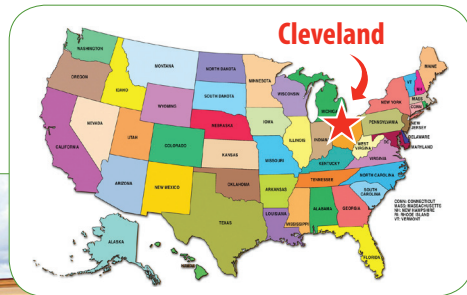 Cleveland
WASHINGTON
OREGON
CALIFORNIA
NEVADA
IDAHO
MONTANA
WYOMING
UTAH
ARIZONA
COLORADO
NEW MEXICO
NORTH DAKOTA
SOUTH DAKOTA
NEBRASKA
KANSAS
OKLAHOMA
TEXAS
MINNESOTA
IOWA
MISSOURI
ARKANSAS
LOUISIANA
WISCONSIN
ILLINOIS
INDIANA
KENTUCKY
TENNESSEE
MISSISSIPPI
ALABAMA
GEORGIA
FLORIDA
SOUTH CAROLINA
NORTH CAROLINA
VIRGINIA
WEST VIRGINIA
PENNSYLVANIA
NEW YORK
MAINE
VT
NH
MASS
CONN
NEW JERSEY
DELAWARE
MARYLAND
ALASKA
CONN: CONNECTICUT
MASS: MASSACHUSETTS
NH: NEW HAMPSHIRE
RI: RHODE ISLAND
VT: VERMONT